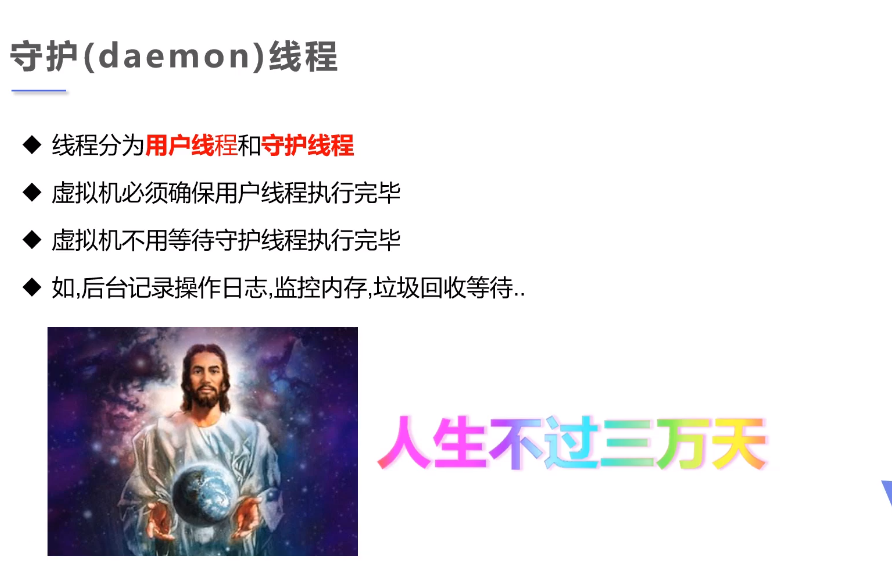 守护(daemon)线程
◆ 线程分为用户线程和守护线程
◆ 虚拟机必须确保用户线程执行完毕
◆ 虚拟机不用等待守护线程执行完毕
◆ 如,后台记录操作日志,监控内存,垃圾回收等待..
人生不过三万天